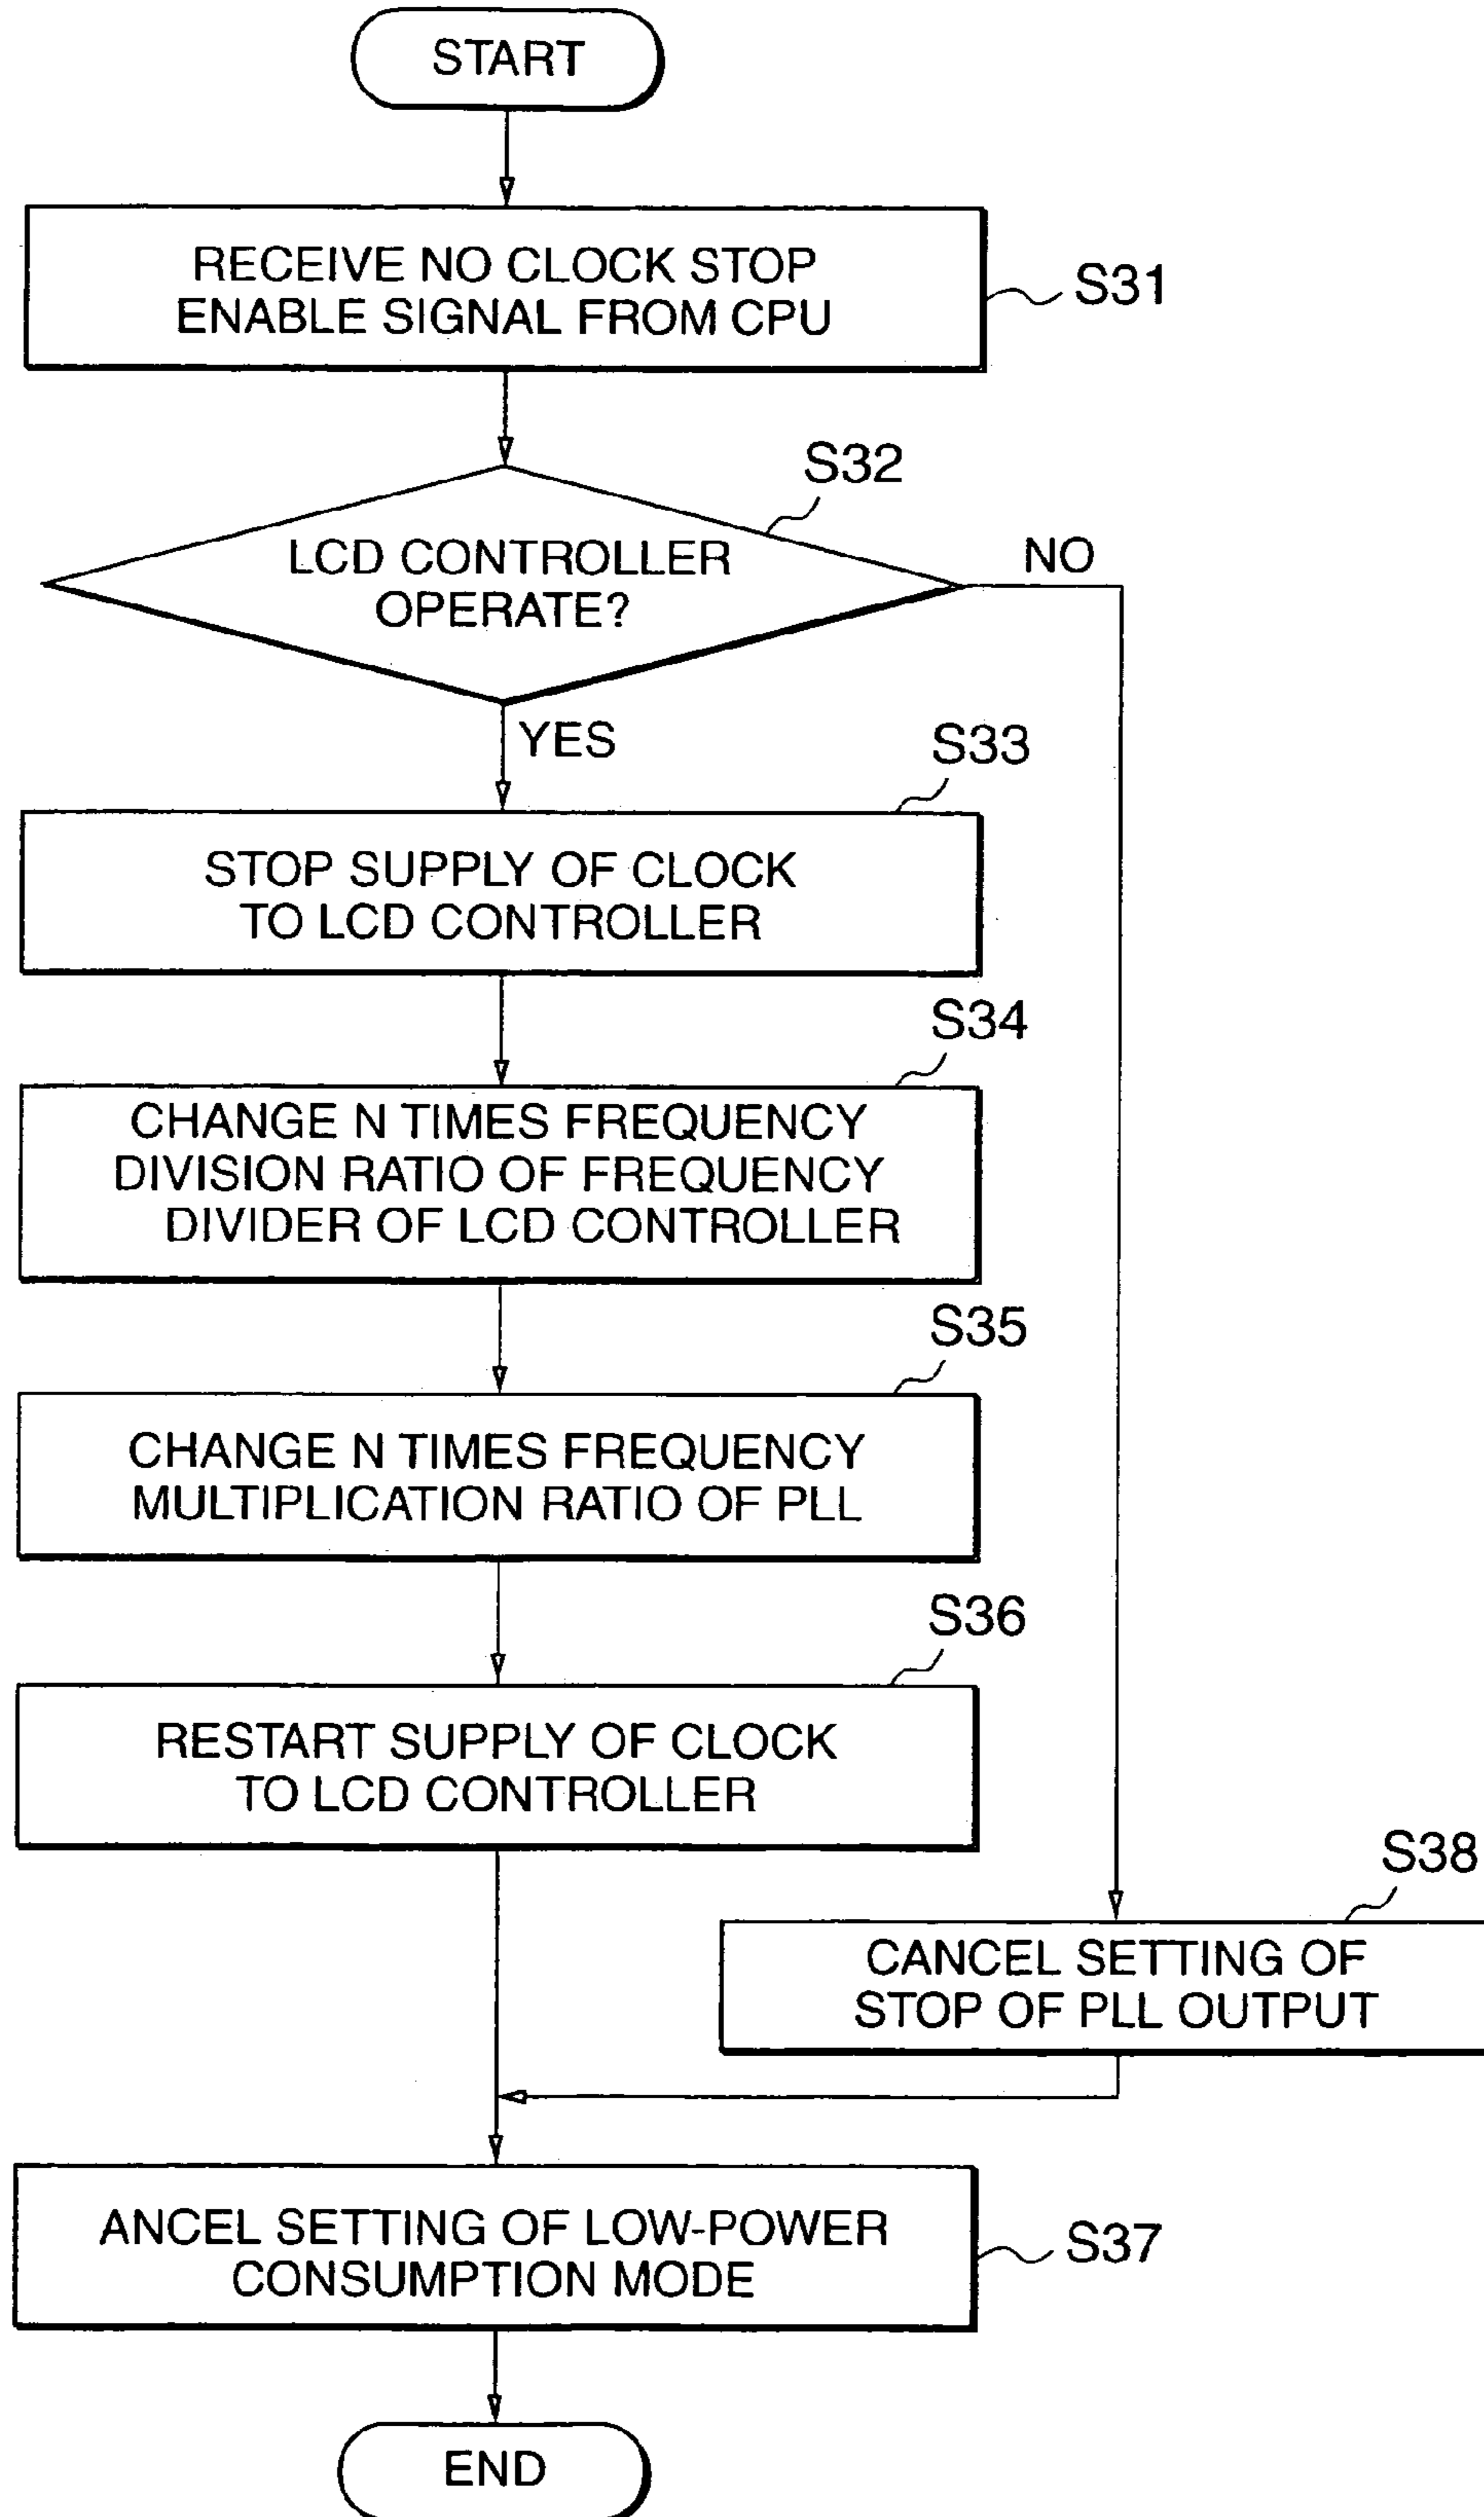 START
RECEIVE NO CLOCK STOP
ENABLE SIGNAL FROM CPU
S31
S32
LCD CONTROLLER
OPERATE?
NO
YES
S33
STOP SUPPLY OF CLOCK
TO LCD CONTROLLER
S34
CHANGE N TIMES FREQUENCY
DIVISION RATIO OF FREQUENCY
DIVIDER OF LCD CONTROLLER
S35
CHANGE N TIMES FREQUENCY
MULTIPLICATION RATIO OF PLL
S36
RESTART SUPPLY OF CLOCK
TO LCD CONTROLLER
S38
CANCEL SETTING OF
STOP OF PLL OUTPUT
ANCEL SETTING OF LOW-POWER
CONSUMPTION MODE
S37
END